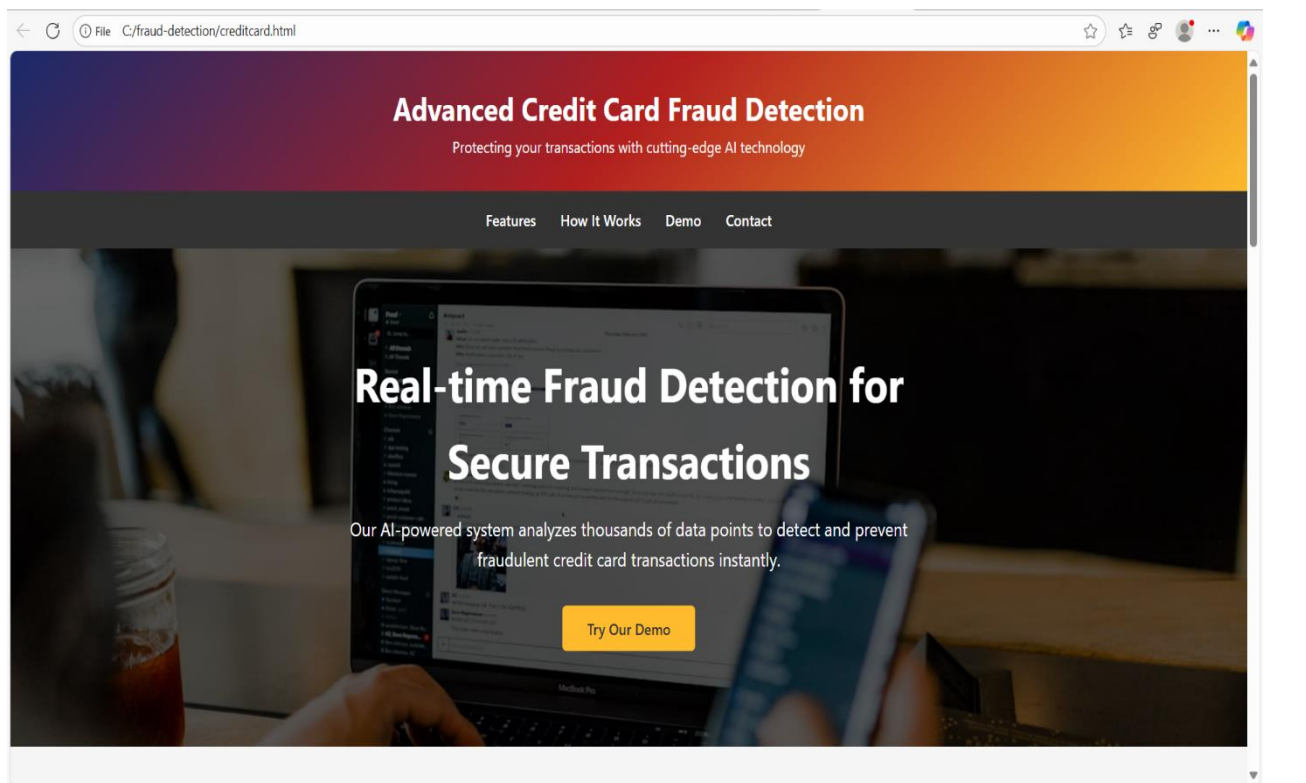 File C:/fraud-detection/creditcard.html
Advanced Credit Card Fraud Detection
Protecting your transactions with cutting-edge AI technology
Features How It Works Demo Contact
Real-time Fraud Detection for
Secure Transactions
Our AI-powered system analyzes thousands of data points to detect and prevent
fraudulent credit card transactions instantly.
Try Our Demo
MacBook Pro